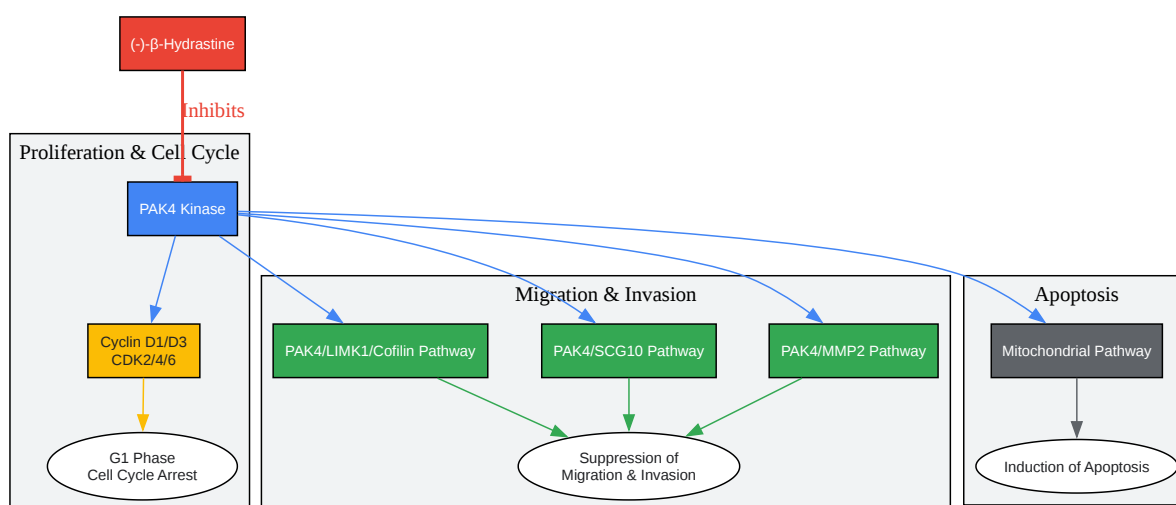 (-)-β-Hydrastine
Inhibits
Proliferation & Cell Cycle
PAK4 Kinase
Migration & Invasion
Apoptosis
Cyclin D1/D3
CDK2/4/6
PAK4/LIMK1/Cofilin Pathway
PAK4/SCG10 Pathway
PAK4/MMP2 Pathway
Mitochondrial Pathway
G1 Phase
Cell Cycle Arrest
Suppression of
Migration & Invasion
Induction of Apoptosis